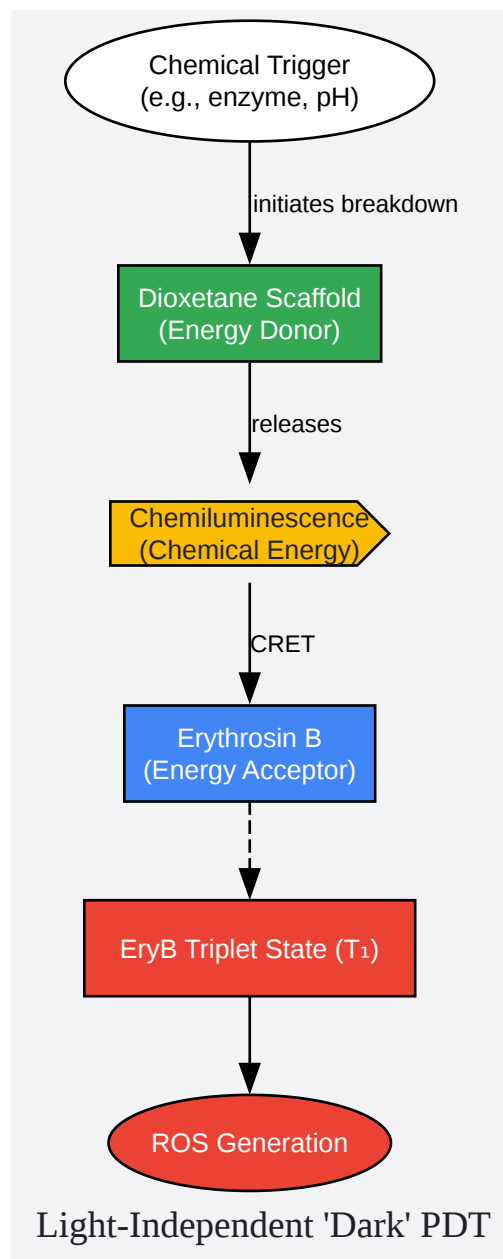 Chemical Trigger
(e.g., enzyme, pH)
initiates breakdown
Dioxetane Scaffold
(Energy Donor)
releases
Chemiluminescence
(Chemical Energy)
CRET
Erythrosin B
(Energy Acceptor)
EryB Triplet State (T₁)
ROS Generation
Light-Independent 'Dark' PDT